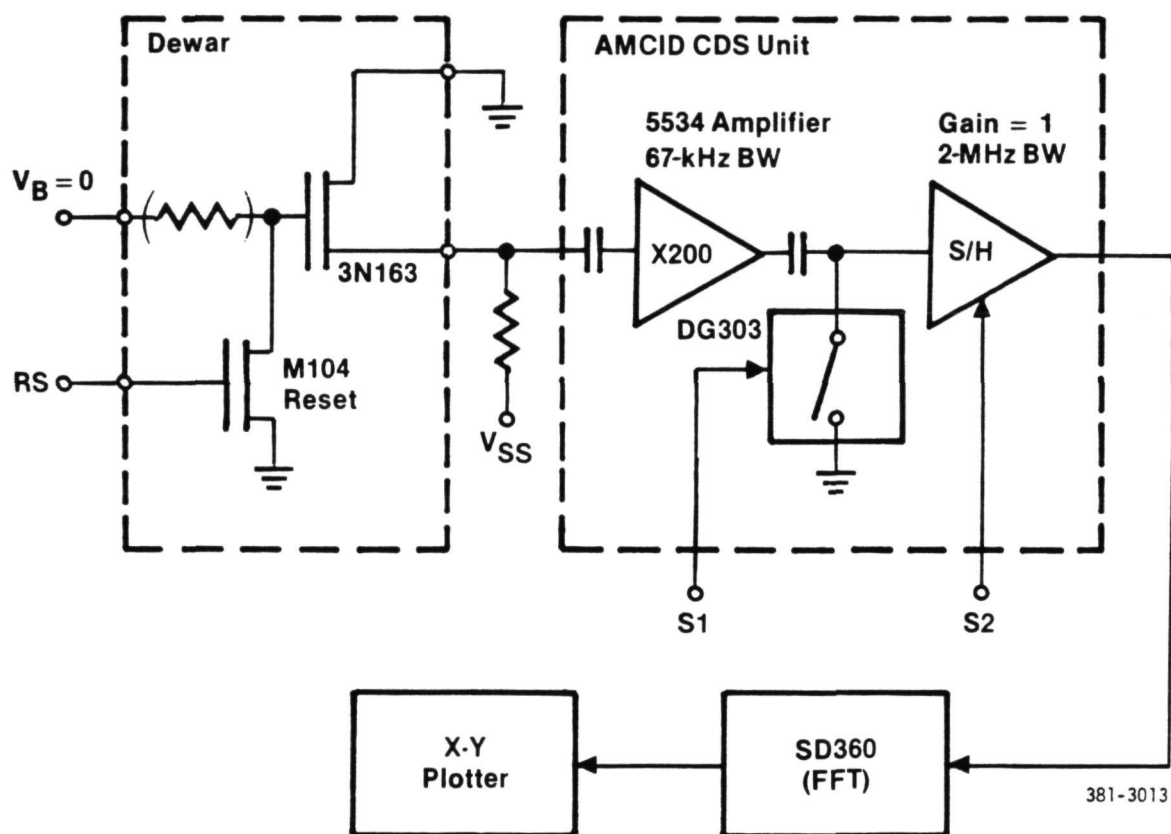 Dewar
AMCID CDS Unit
5534 Amplifier
67-kHz BW
Gain = 1
2-MHz BW
V_B = 0
3N163
X200
S/H
DG303
RS
M104
Reset
V_SS
S1
S2
X-Y
Plotter
SD360
(FFT)
381-3013